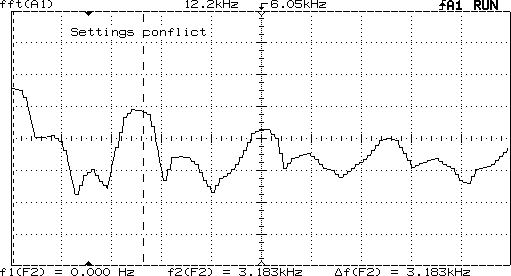 fft(A1) 12.2kHz 6.05kHz fA1 RUN
Settings ponflict
f1(F2) = 0.000 Hz f2(F2) = 3.183kHz Δf(F2) = 3.183kHz